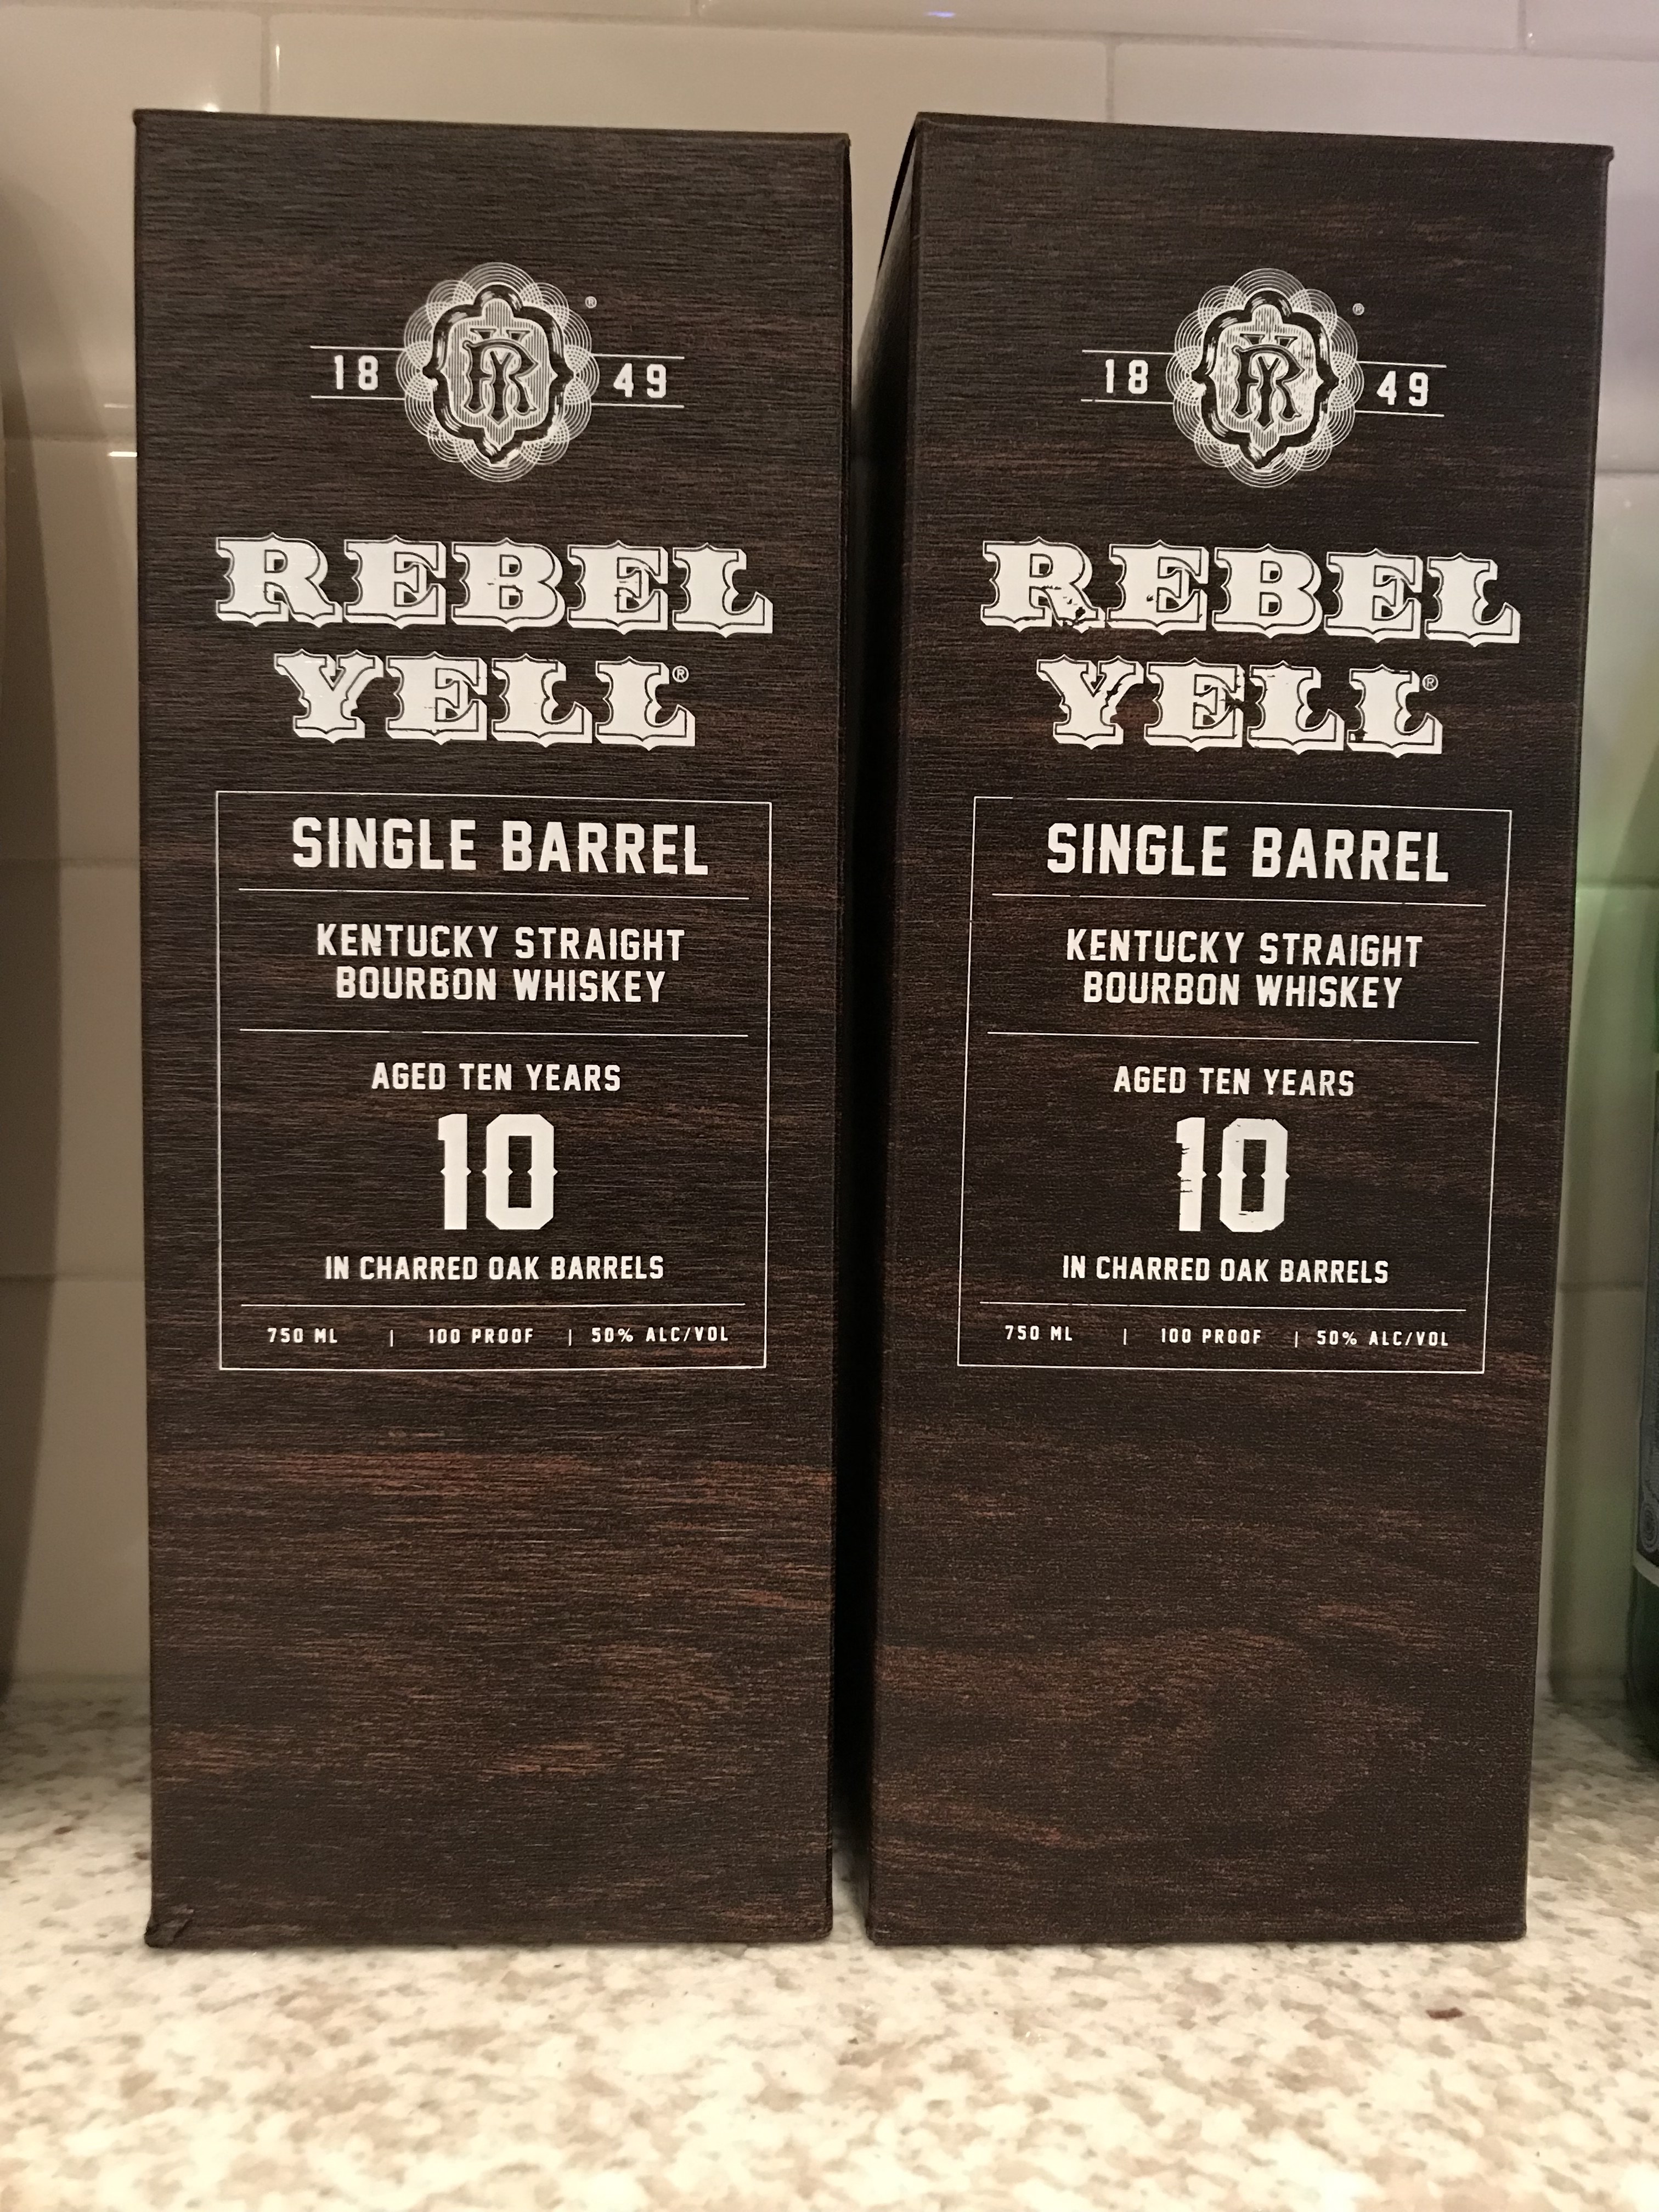 18 RY 49 ®
REBEL
YELL®
SINGLE BARREL
KENTUCKY STRAIGHT
BOURBON WHISKEY
AGED TEN YEARS
10
IN CHARRED OAK BARRELS
750 ML | 100 PROOF | 50% ALC/VOL
18 RY 49 ®
REBEL
YELL®
SINGLE BARREL
KENTUCKY STRAIGHT
BOURBON WHISKEY
AGED TEN YEARS
10
IN CHARRED OAK BARRELS
750 ML | 100 PROOF | 50% ALC/VOL